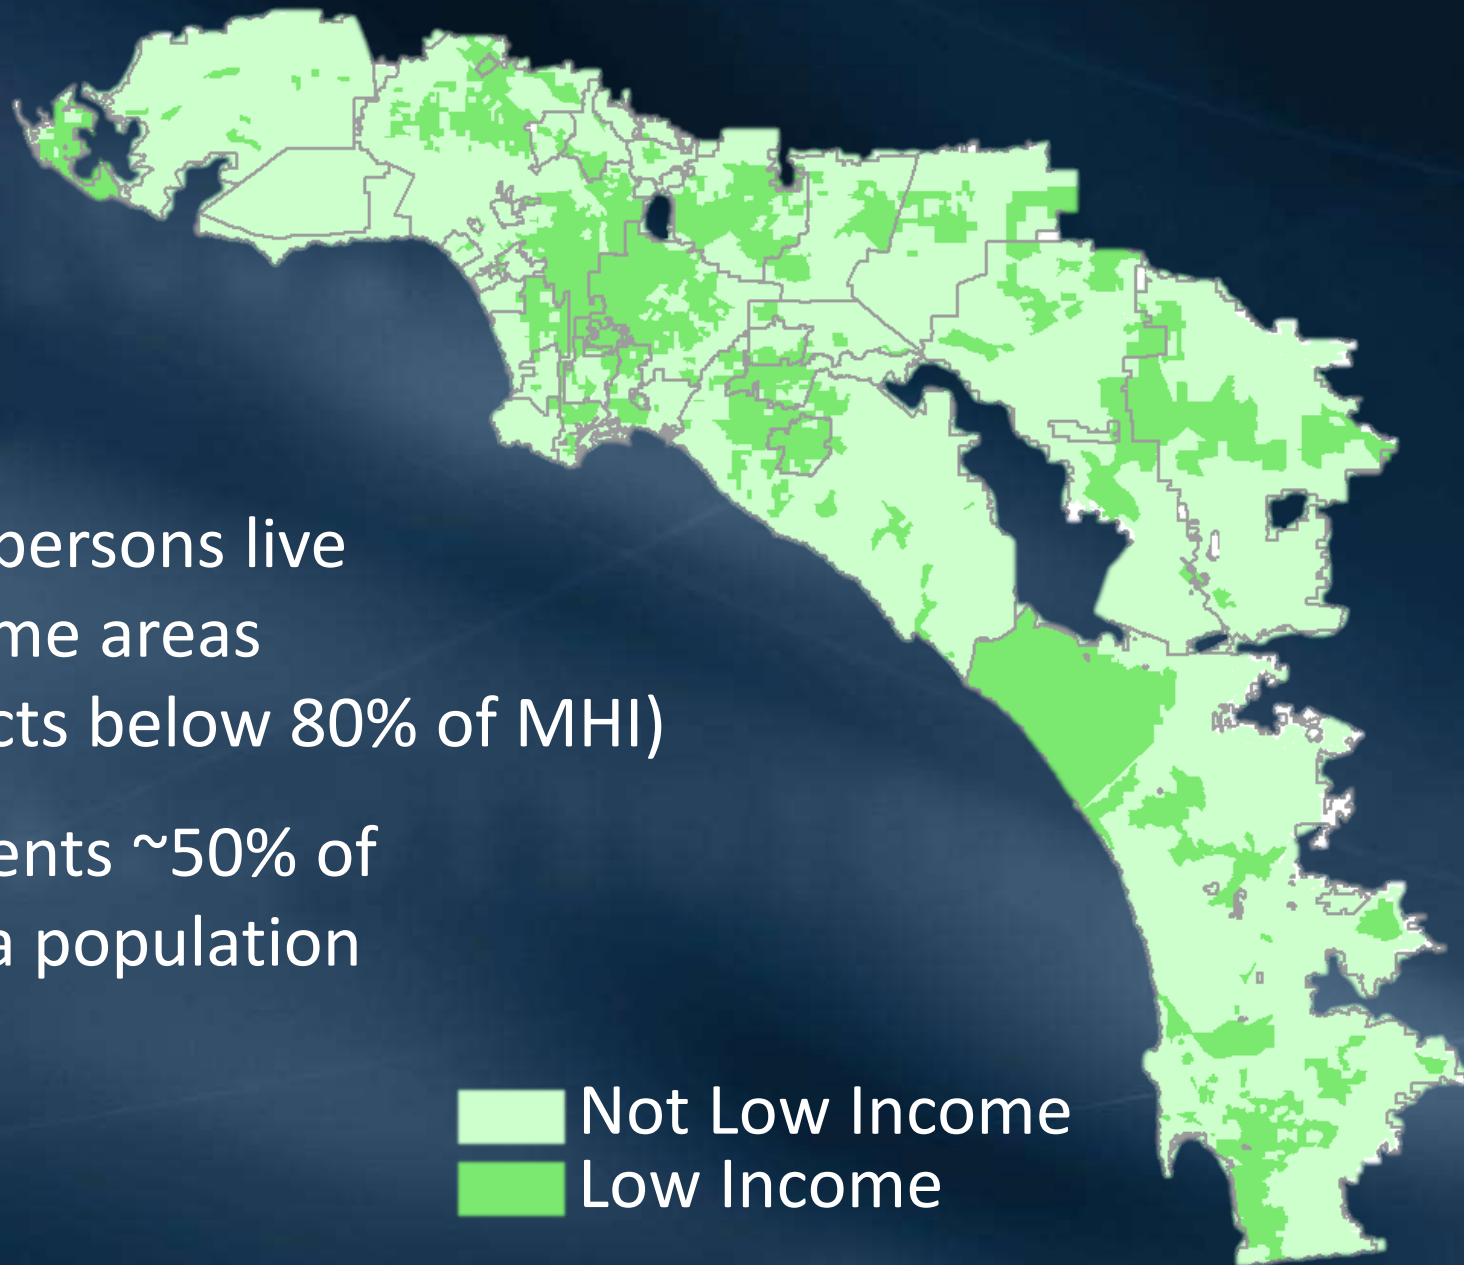 persons live
me areas
cts below 80% of MHI)
ents ~50% of
a population
Not Low Income
Low Income